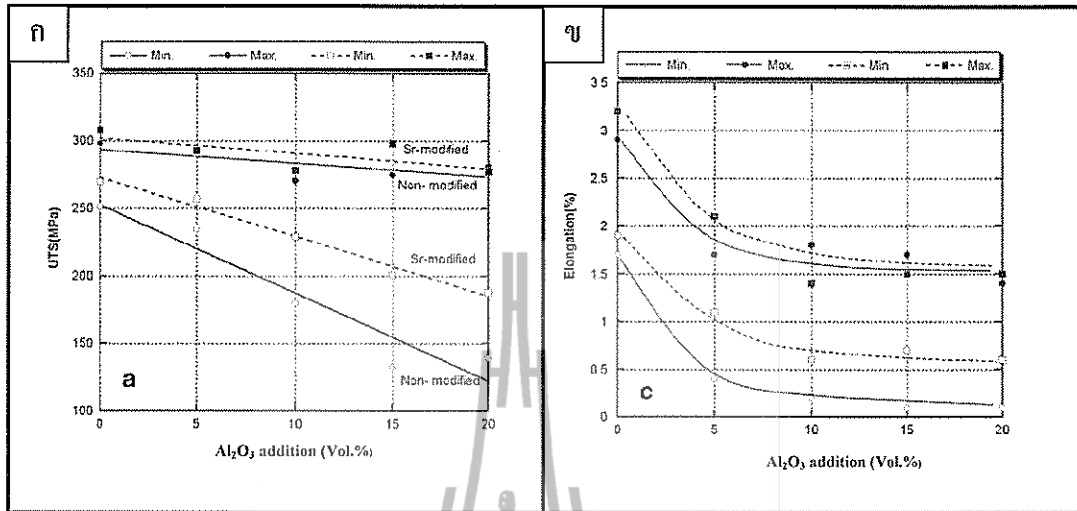 ก
Min. Max. Min. Max.
350
300
250
200
150
100
UTS(MPa)
Sr-modified
Non- modified
Sr-modified
Non- modified
a
0 5 10 15 20
Al₂O₃ addition (Vol.%)
ข
Min. Max. Min Max.
3 5
3
2.5
2
1.5
1
0.5
0
Elongation[%]
c
0 5 10 15 20
Al₂O₃ addition (Vol.%)